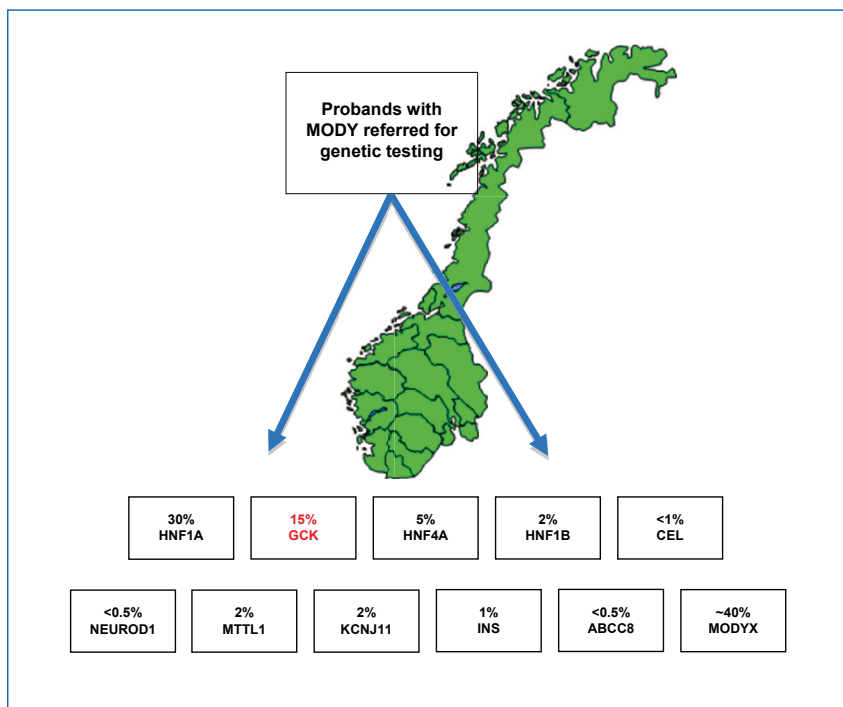 Probands with
MODY referred for
genetic testing
30%
HNF1A
15%
GCK
5%
HNF4A
2%
HNF1B
<1%
CEL
<0.5%
NEUROD1
2%
MTTL1
2%
KCNJ11
1%
INS
<0.5%
ABCC8
~40%
MODYX